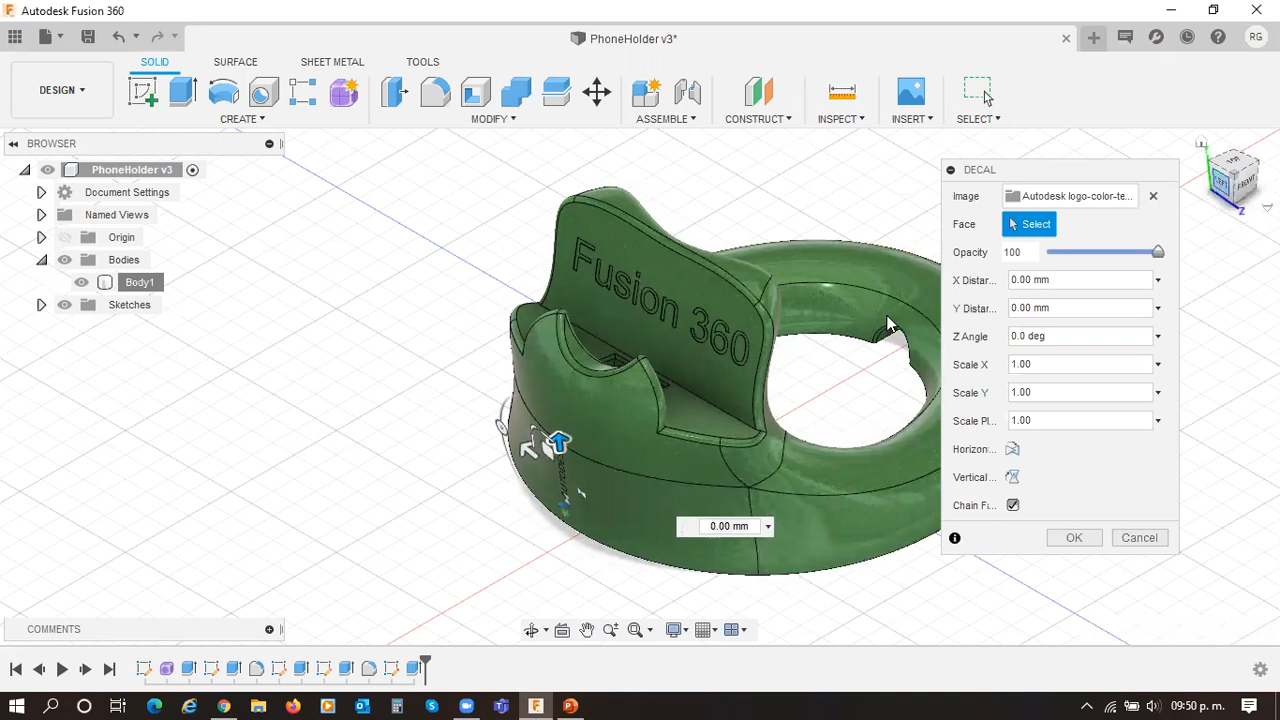 Autodesk Fusion 360
PhoneHolder v3*
RG
DESIGN
SOLID
SURFACE
SHEET METAL
TOOLS
CREATE
MODIFY
ASSEMBLE
CONSTRUCT
INSPECT
INSERT
SELECT
BROWSER
PhoneHolder v3
Document Settings
Named Views
Origin
Bodies
Body1
Sketches
Fusion 360
TOP
LEFT
FRONT
Z
DECAL
Image Autodesk logo-color-te...
Face Select
Opacity 100
X Distar... 0.00 mm
Y Distar... 0.00 mm
Z Angle 0.0 deg
Scale X 1.00
Scale Y 1.00
Scale Pl... 1.00
Horizon...
Vertical...
Chain F...
OK Cancel
0.00 mm
COMMENTS
09:50 p. m.